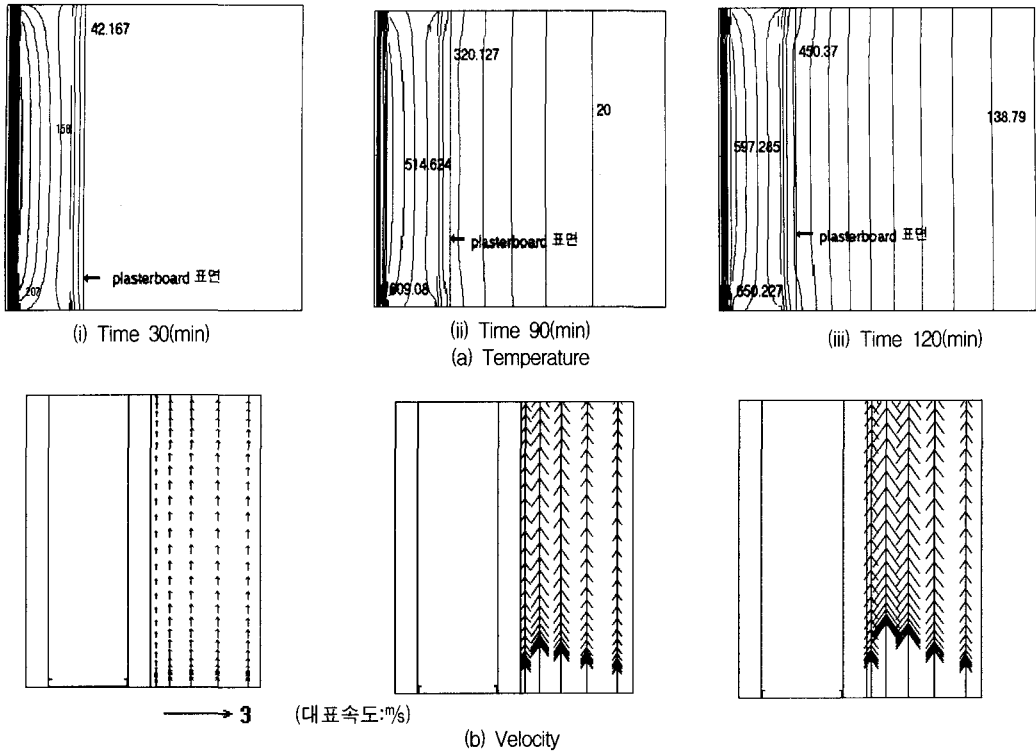 42.167
158
207
plasterboard 표면
(i) Time 30(min)
320.127
20
514.624
plasterboard 표면
609.08
(ii) Time 90(min)
450.37
138.79
597.285
plasterboard 표면
650.227
(iii) Time 120(min)
(a) Temperature
3 (대표속도:m/s)
(b) Velocity